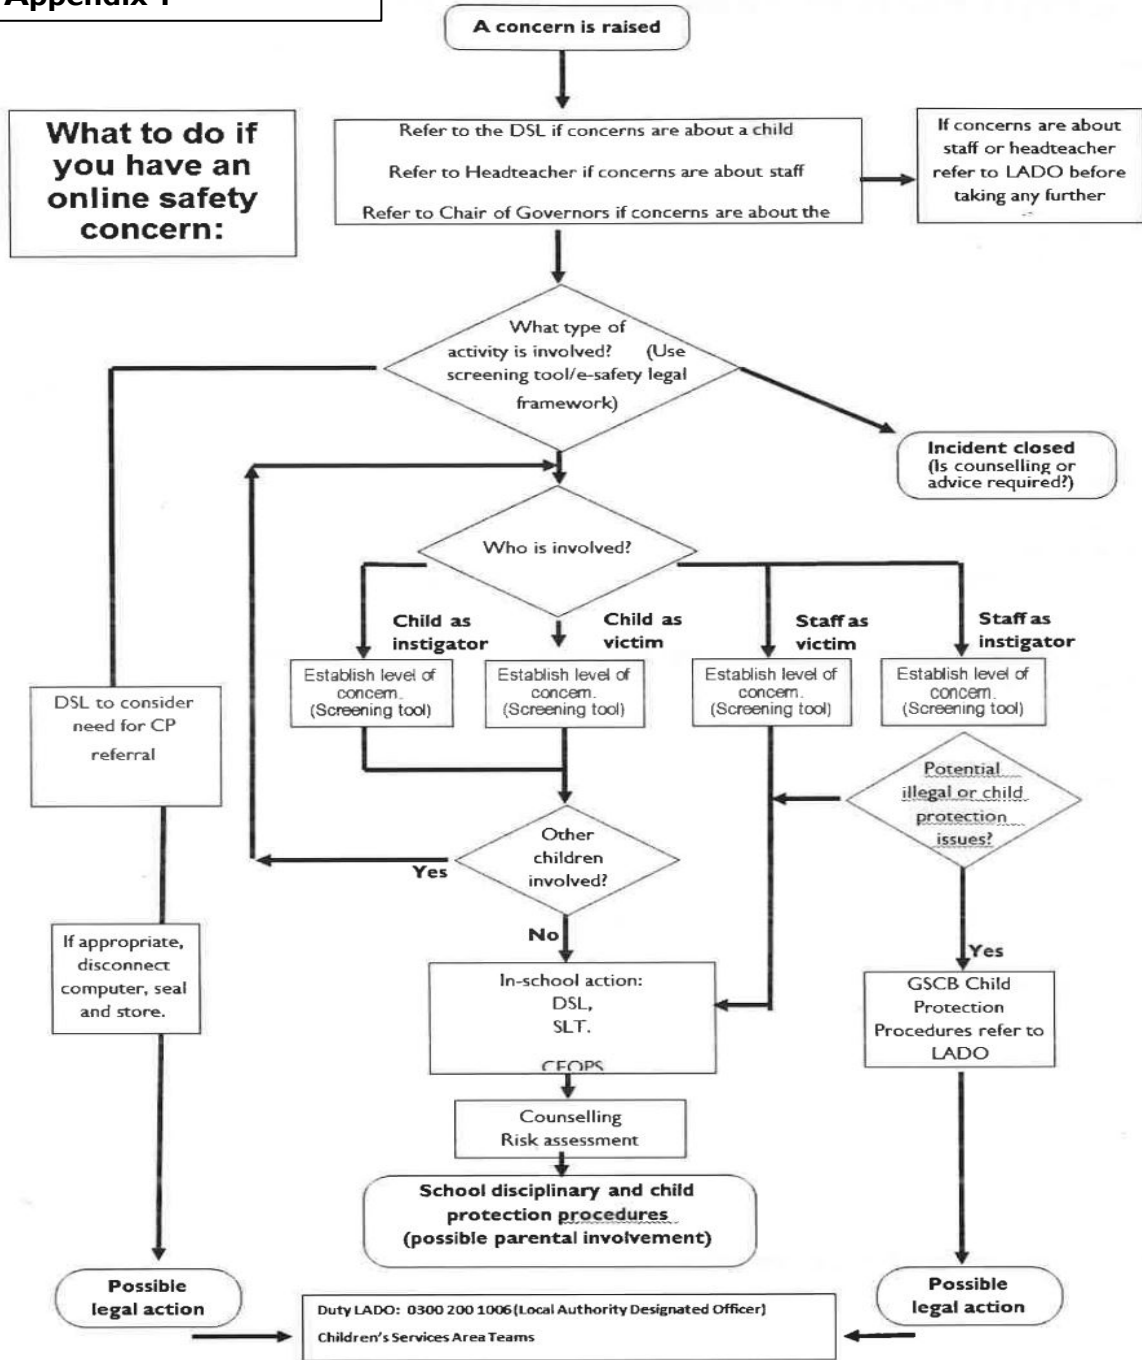 Appendix 1
A concern is raised
What to do if
you have an
online safety
concern:
Refer to the DSL if concerns are about a child
Refer to Headteacher if concerns are about staff
Refer to Chair of Governors if concerns are about the
If concerns are about
staff or headteacher
refer to LADO before
taking any further
What type of
activity is involved? (Use
screening tool/e-safety legal
framework)
Incident closed
(Is counselling or
advice required?)
Who is involved?
Child as
instigator
Child as
victim
Staff as
victim
Staff as
instigator
Establish level of
concern.
(Screening tool)
Establish level of
concern.
(Screening tool)
Establish level of
concern.
(Screening tool)
Establish level of
concern.
(Screening tool)
DSL to consider
need for CP
referral
Potential
illegal or child
protection
issues?
Other
children
involved?
Yes
No
Yes
If appropriate,
disconnect
computer, seal
and store.
In-school action:
DSL,
SLT.
CEOPS
GSCB Child
Protection
Procedures refer to
LADO
Counselling
Risk assessment
School disciplinary and child
protection procedures
(possible parental involvement)
Possible
legal action
Possible
legal action
Duty LADO: 0300 200 1006 (Local Authority Designated Officer)
Children's Services Area Teams